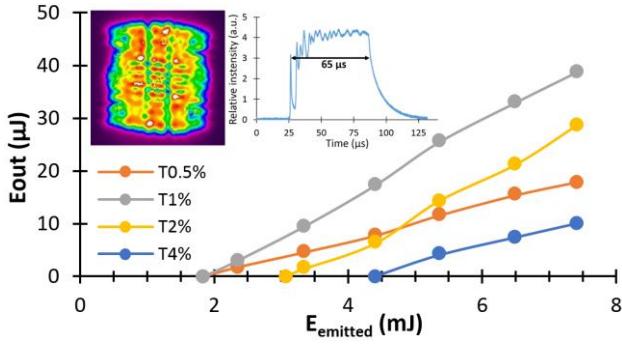 50
40
30
20
10
0
Eout (µJ)
T0.5%
T1%
T2%
T4%
0 2 4 6 8
Eemitted (mJ)
Relative instensity (a.u.)
5
4
3
2
1
0
65 µs
0 25 50 75 100 125
Time (µs)